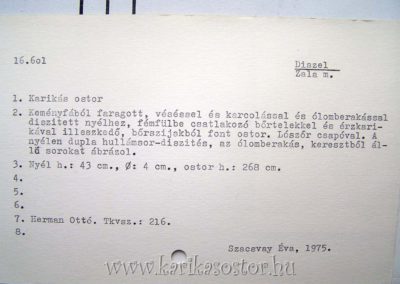 16.6ol
Diszel
Zala m.
1. Karikás ostor
2. Keményfából faragott, véséssel és karcolással és ólomberakással
diszitett nyélhez, fémfülbe csatlakozó bőrtelekkel és érzkari-
kával illeszkedő, bőrszijakból font ostor. Lószőr csapóval. A
nyélen dupla hullámsor-diszités, az ólomberakás, keresztből ál-
ló sorokat ábrázol.
3. Nyél h.: 43 cm., Ø: 4 cm., ostor h.: 268 cm.
4.
5.
6.
7. Herman Ottó. Tkvsz.: 216.
8.
Szacsvay Éva, 1975.
www.karikasostor.hu